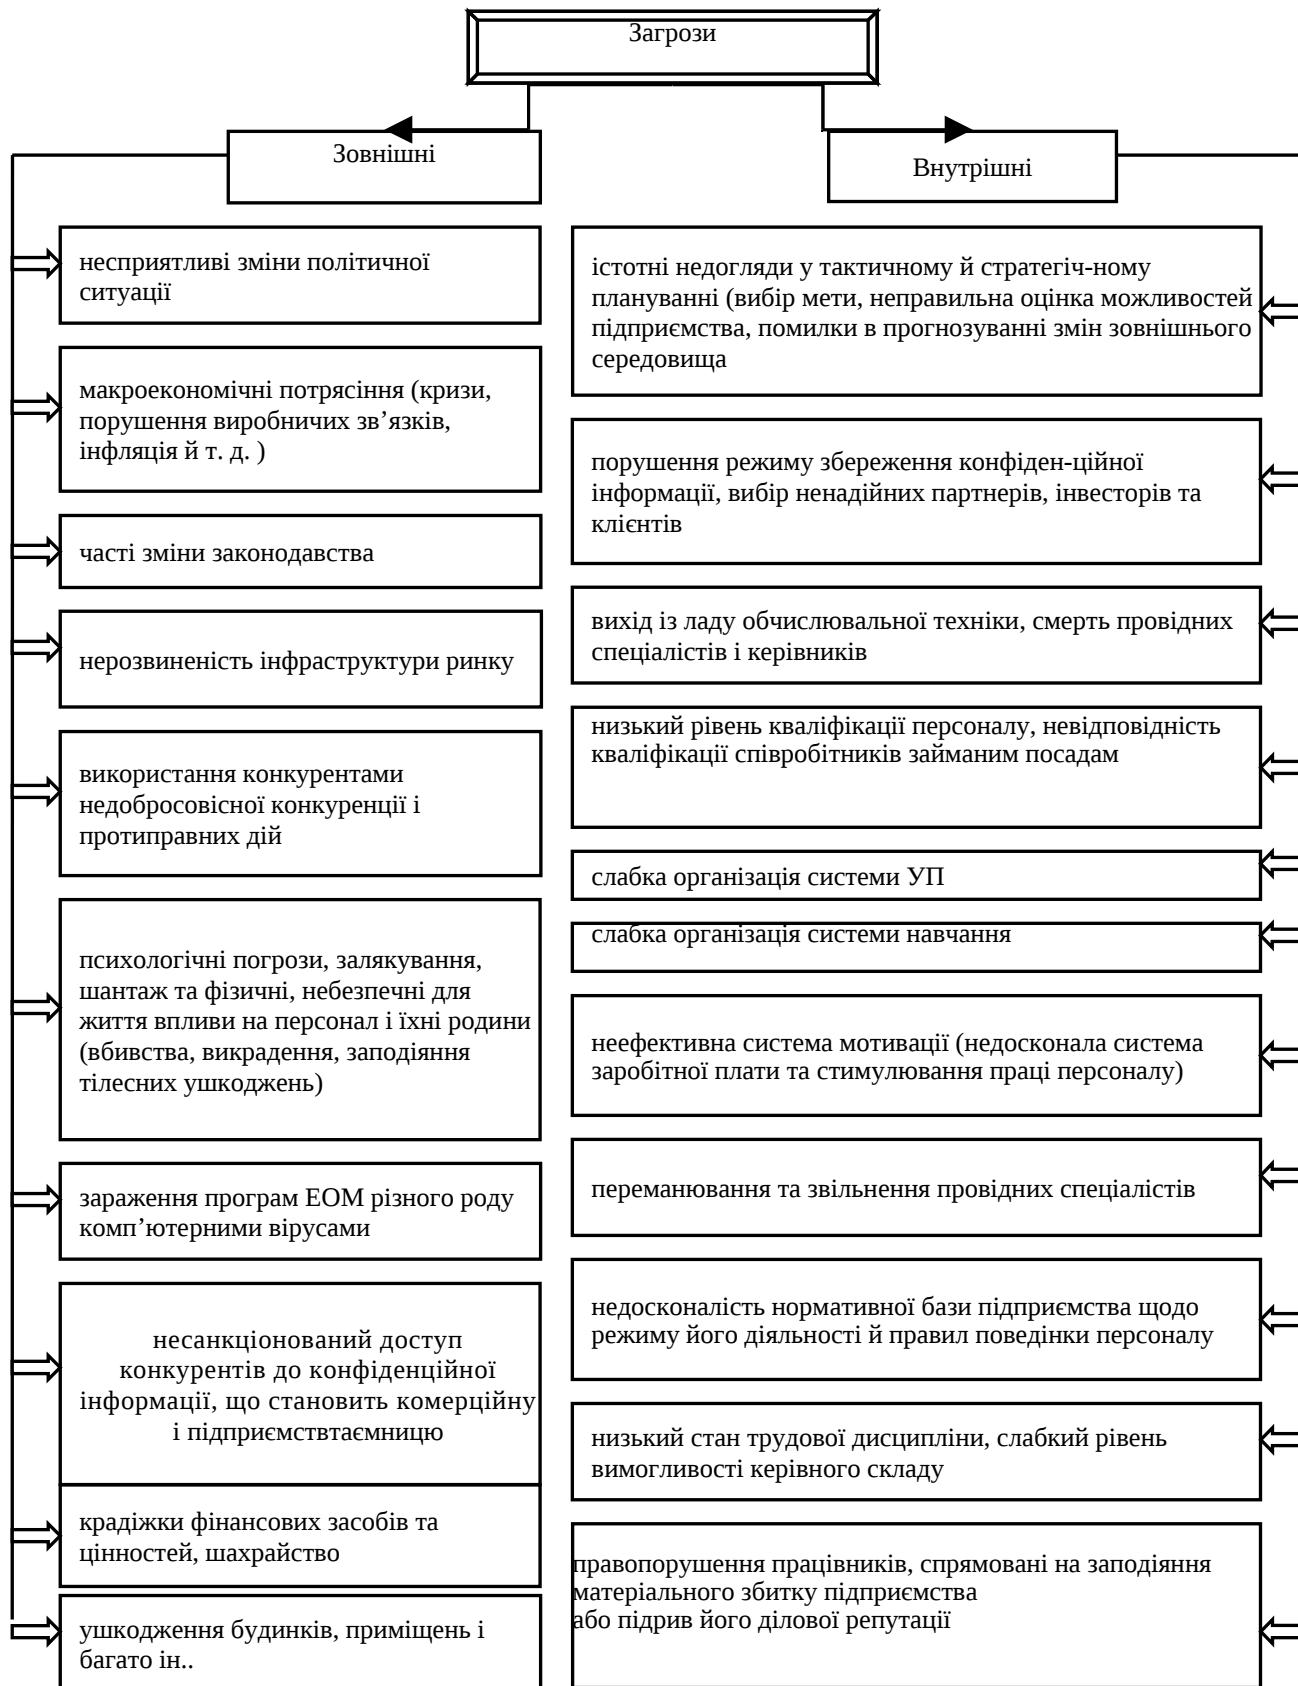 Загрози
Зовнішні
Внутрішні
несприятливі зміни політичної
ситуації
макроекономічні потрясіння (кризи,
порушення виробничих зв’язків,
інфляція й т. д. )
часті зміни законодавства
нерозвиненість інфраструктури ринку
використання конкурентами
недобросовісної конкуренції і
протиправних дій
психологічні погрози, залякування,
шантаж та фізичні, небезпечні для
життя впливи на персонал і їхні родини
(вбивства, викрадення, заподіяння
тілесних ушкоджень)
зараження програм ЕОМ різного роду
комп’ютерними вірусами
несанкціонований доступ
конкурентів до конфіденційної
інформації, що становить комерційну
і підприємствтаємницю
крадіжки фінансових засобів та
цінностей, шахрайство
ушкодження будинків, приміщень і
багато ін..
істотні недогляди у тактичному й стратегіч-ному
плануванні (вибір мети, неправильна оцінка можливостей
підприємства, помилки в прогнозуванні змін зовнішнього
середовища
порушення режиму збереження конфіден-ційної
інформації, вибір ненадійних партнерів, інвесторів та
клієнтів
вихід із ладу обчислювальної техніки, смерть провідних
спеціалістів і керівників
низький рівень кваліфікації персоналу, невідповідність
кваліфікації співробітників займаним посадам
слабка організація системи УП
слабка організація системи навчання
неефективна система мотивації (недосконала система
заробітної плати та стимулювання праці персоналу)
переманювання та звільнення провідних спеціалістів
недосконалість нормативної бази підприємства щодо
режиму його діяльності й правил поведінки персоналу
низький стан трудової дисципліни, слабкий рівень
вимогливості керівного складу
правопорушення працівників, спрямовані на заподіяння
матеріального збитку підприємства
або підрив його ділової репутації